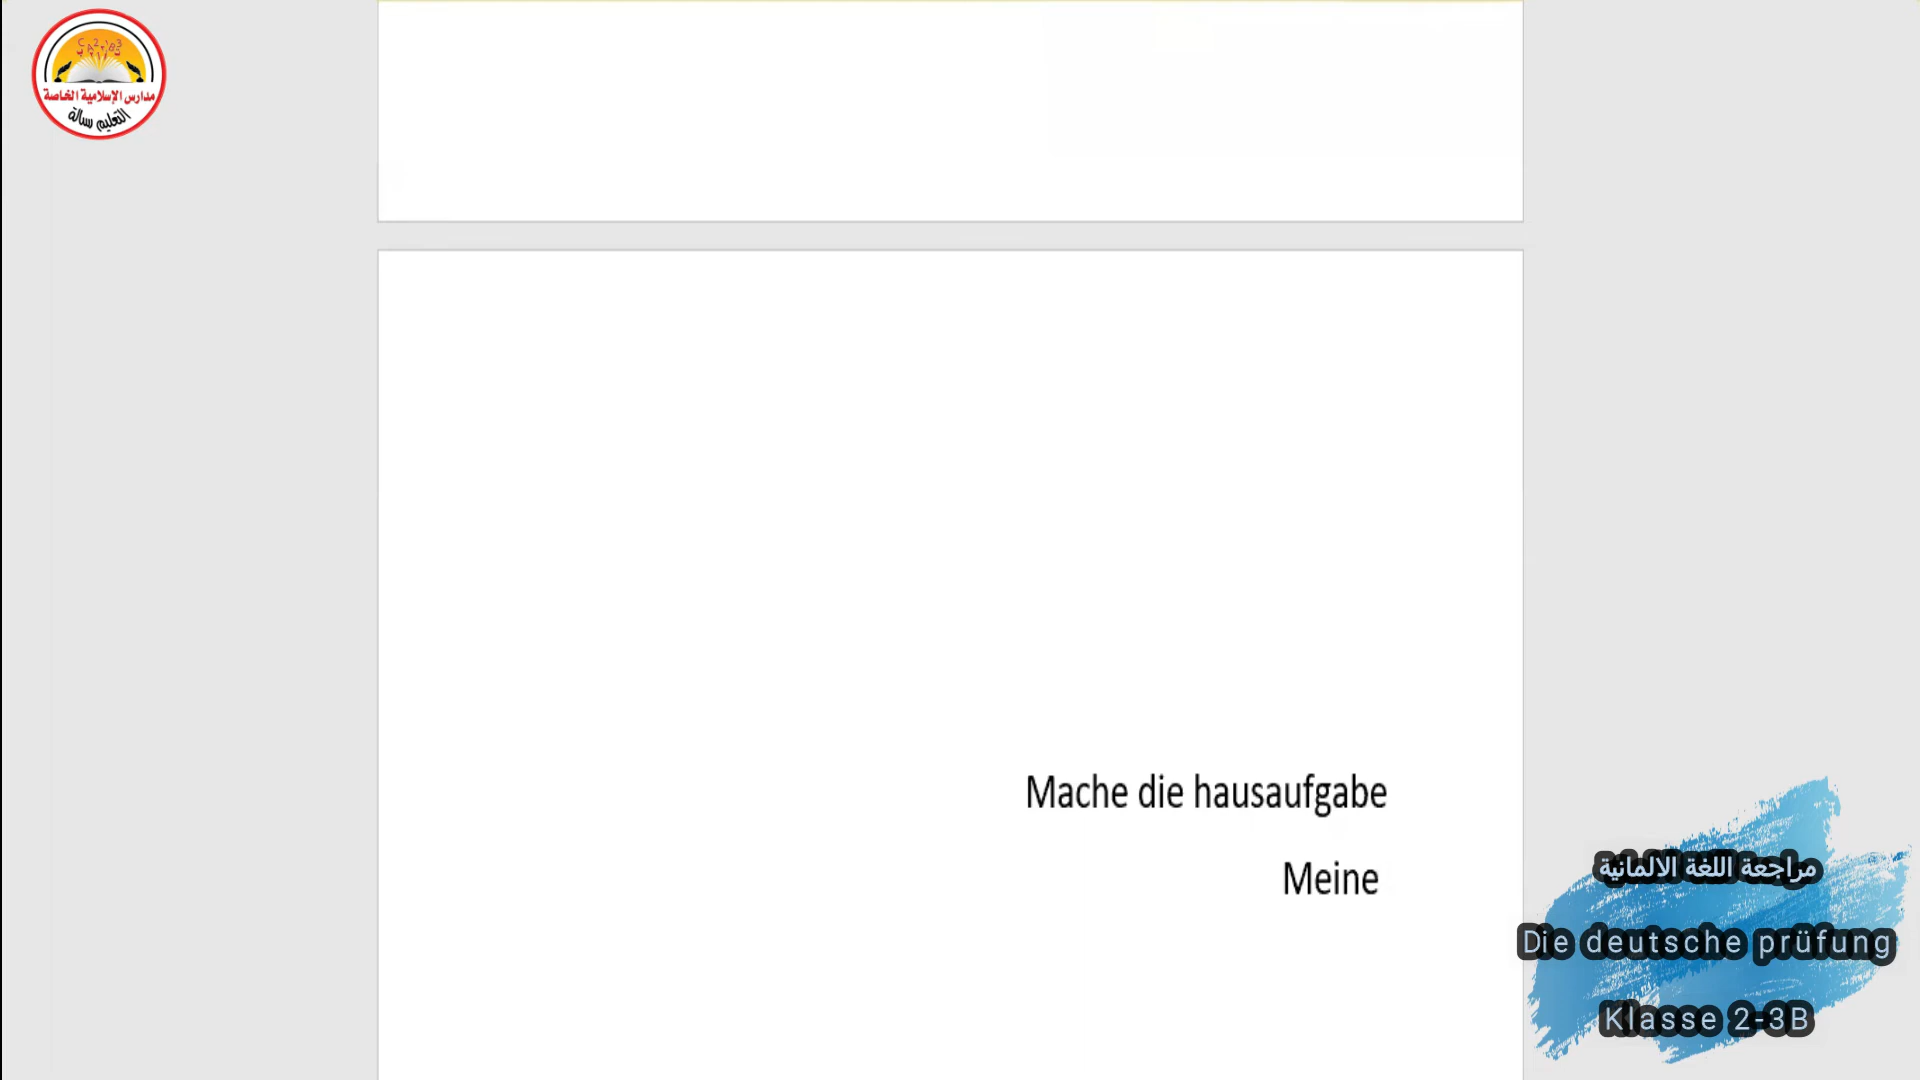 مدارس الإسلامية الخاصة
التعليم رسالة
Mache die hausaufgabe
Meine
مراجعة اللغة الالمانية
Die deutsche prüfung
Klasse 2-3B